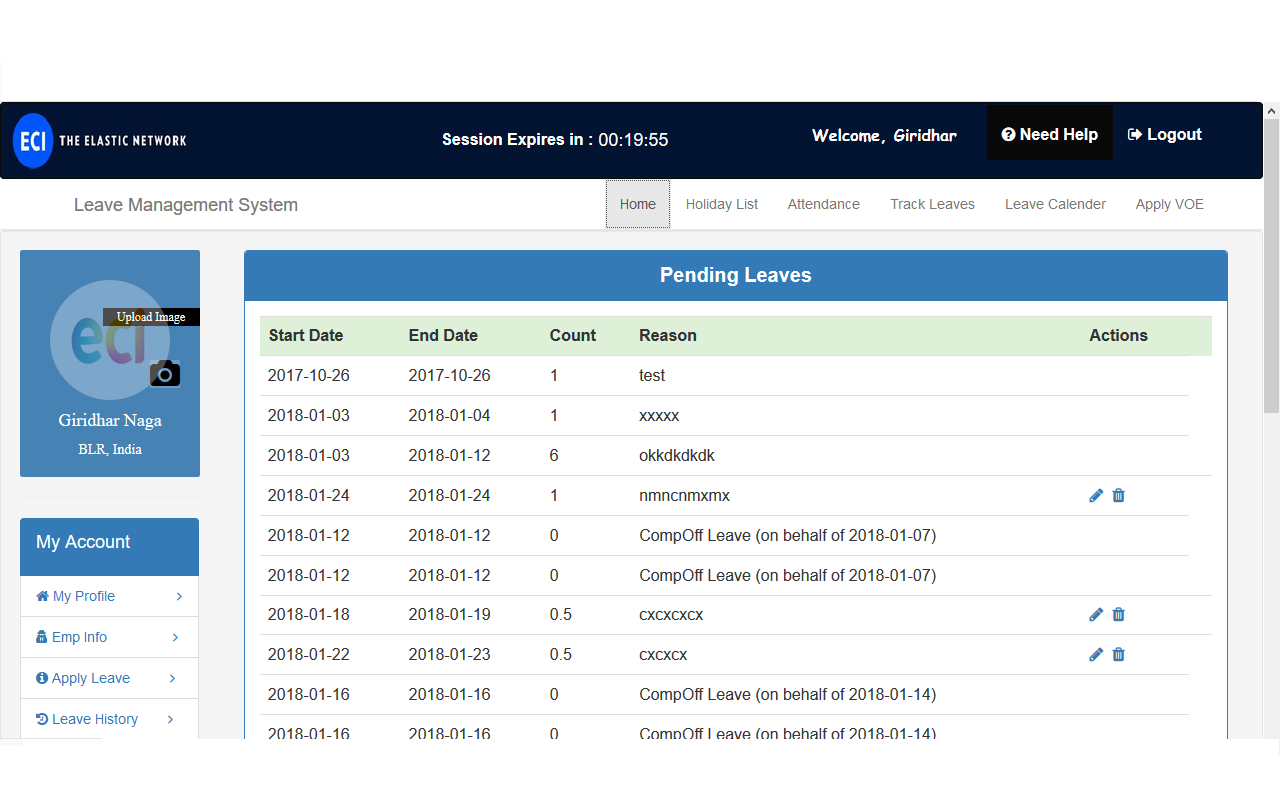 ECI THE ELASTIC NETWORK Session Expires in : 00:19:55 Welcome, Giridhar Need Help Logout
Leave Management System Home Holiday List Attendance Track Leaves Leave Calender Apply VOE
eci
Upload Image
Giridhar Naga
BLR, India
My Account
My Profile
Emp Info
Apply Leave
Leave History
Pending Leaves
Start Date End Date Count Reason Actions
2017-10-26 2017-10-26 1 test
2018-01-03 2018-01-04 1 xxxxx
2018-01-03 2018-01-12 6 okkdkdkdk
2018-01-24 2018-01-24 1 nmncnmxmx
2018-01-12 2018-01-12 0 CompOff Leave (on behalf of 2018-01-07)
2018-01-12 2018-01-12 0 CompOff Leave (on behalf of 2018-01-07)
2018-01-18 2018-01-19 0.5 cxcxcxcx
2018-01-22 2018-01-23 0.5 cxcxcx
2018-01-16 2018-01-16 0 CompOff Leave (on behalf of 2018-01-14)
2018-01-16 2018-01-16 0 CompOff Leave (on behalf of 2018-01-14)